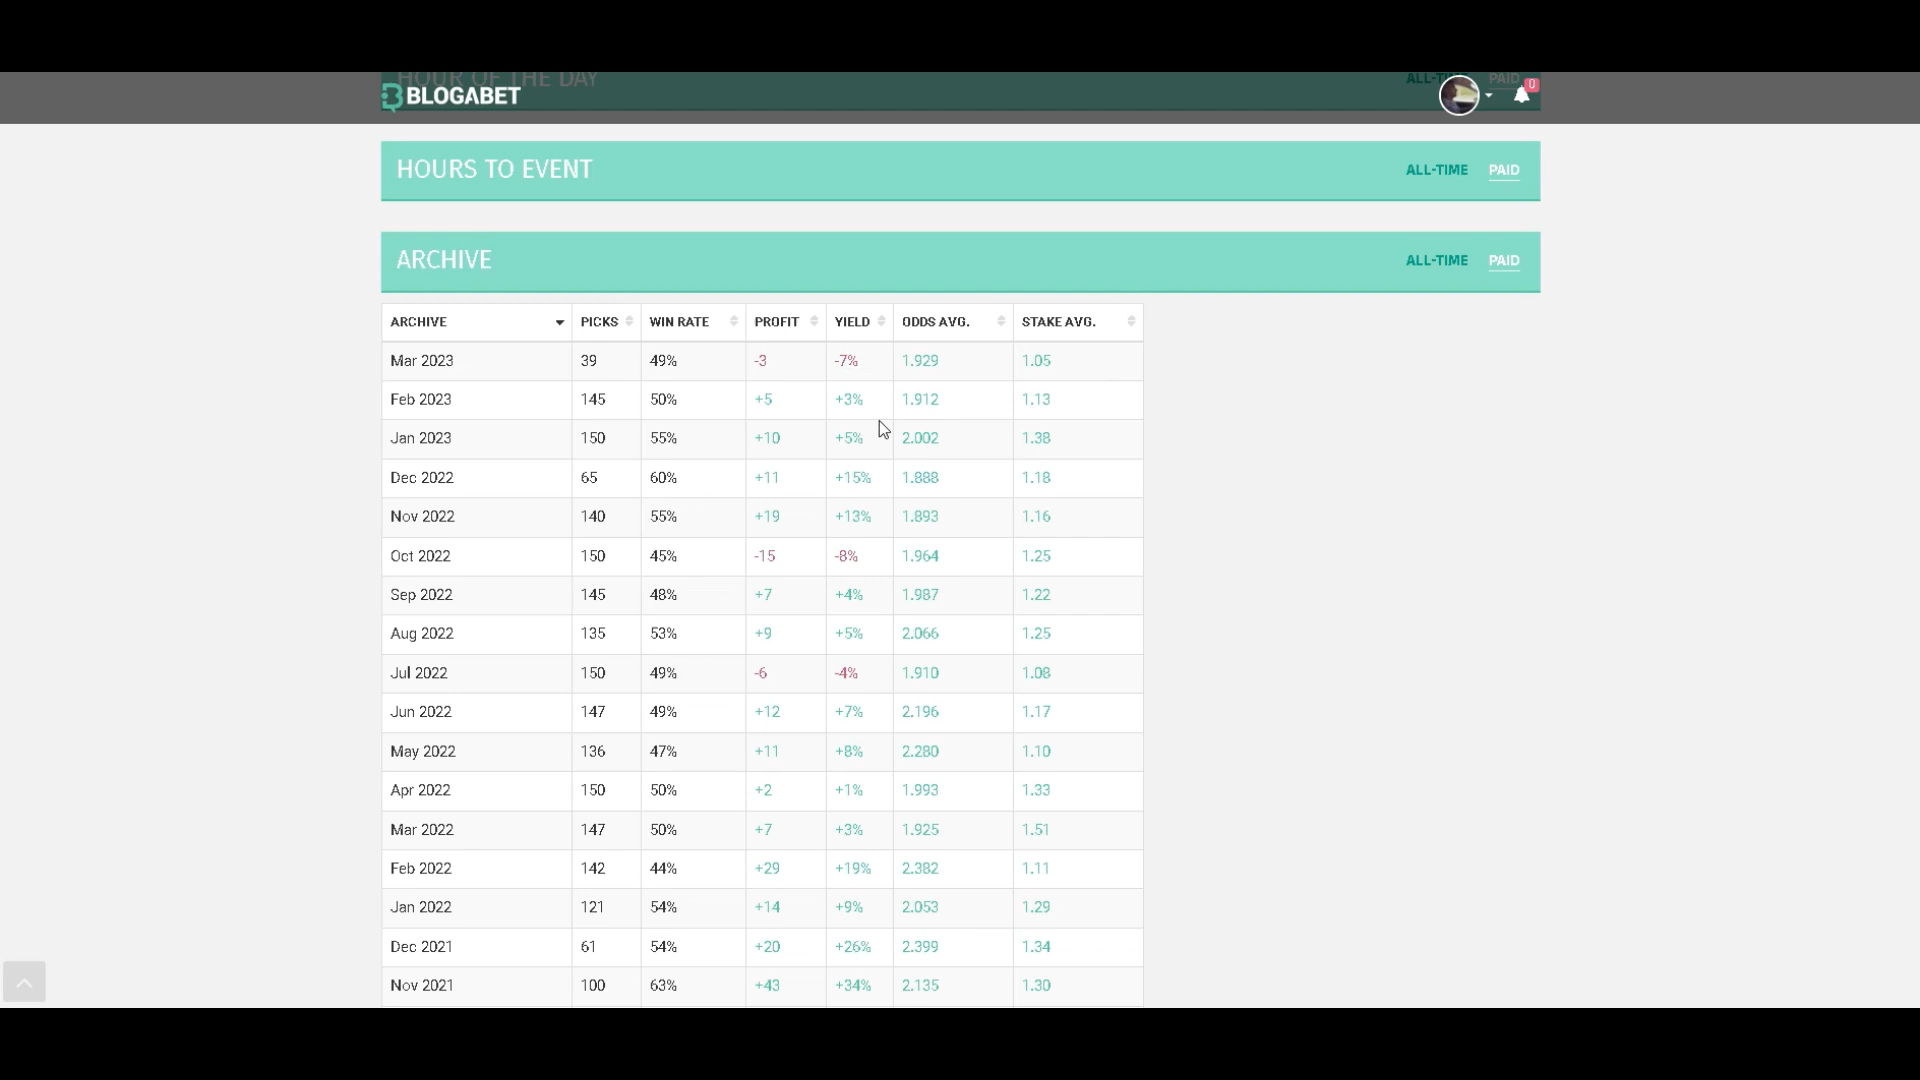 HOUR OF THE DAY ALL-TIME PAID
BLOGABET 0
HOURS TO EVENT ALL-TIME PAID
ARCHIVE ALL-TIME PAID
ARCHIVE PICKS WIN RATE PROFIT YIELD ODDS AVG. STAKE AVG.
Mar 2023 39 49% -3 -7% 1.929 1.05
Feb 2023 145 50% +5 +3% 1.912 1.13
Jan 2023 150 55% +10 +5% 2.002 1.38
Dec 2022 65 60% +11 +15% 1.888 1.18
Nov 2022 140 55% +19 +13% 1.893 1.16
Oct 2022 150 45% -15 -8% 1.964 1.25
Sep 2022 145 48% +7 +4% 1.987 1.22
Aug 2022 135 53% +9 +5% 2.066 1.25
Jul 2022 150 49% -6 -4% 1.910 1.08
Jun 2022 147 49% +12 +7% 2.196 1.17
May 2022 136 47% +11 +8% 2.280 1.10
Apr 2022 150 50% +2 +1% 1.993 1.33
Mar 2022 147 50% +7 +3% 1.925 1.51
Feb 2022 142 44% +29 +19% 2.382 1.11
Jan 2022 121 54% +14 +9% 2.053 1.29
Dec 2021 61 54% +20 +26% 2.399 1.34
Nov 2021 100 63% +43 +34% 2.135 1.30